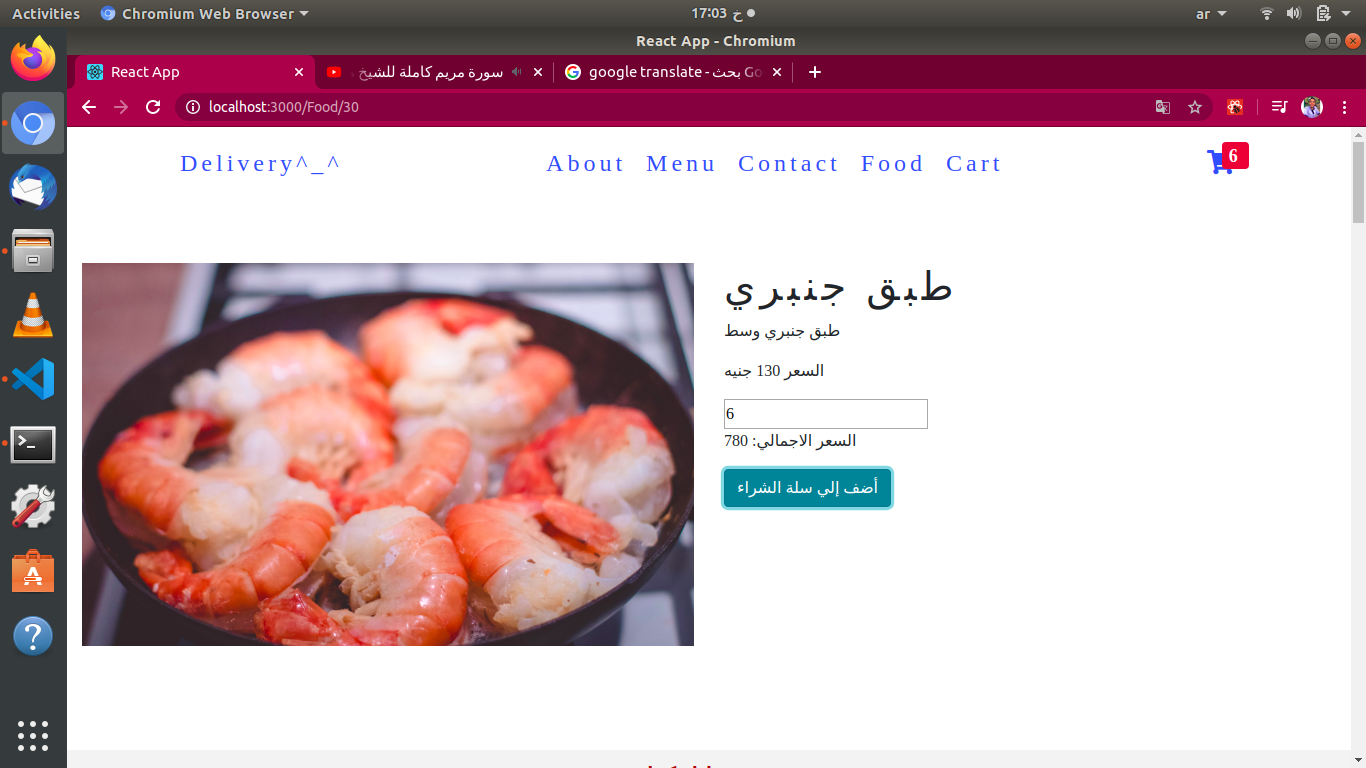 Activities
Chromium Web Browser
17:03 خ
ar
React App - Chromium
React App
سورة مريم كاملة للشيخ
google translate - بحث Go
localhost:3000/Food/30
Delivery^_^
About Menu Contact Food Cart
6
طبق جنبري
طبق جنبري وسط
السعر 130 جنيه
6
السعر الاجمالي: 780
أضف إلي سلة الشراء